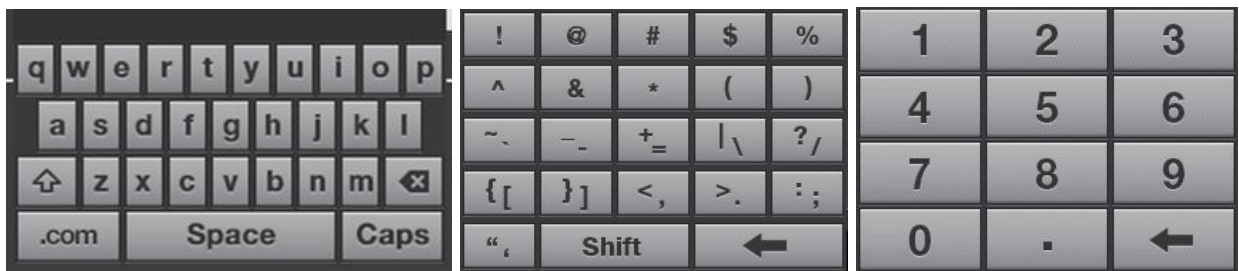 q w e r t y u i o p
a s d f g h j k l
z x c v b n m
.com Space Caps
! @ # $ %
^ & * ( )
~` _- += |\ ?/
{[ }] <, >. :;
“‘ Shift
1 2 3
4 5 6
7 8 9
0 .